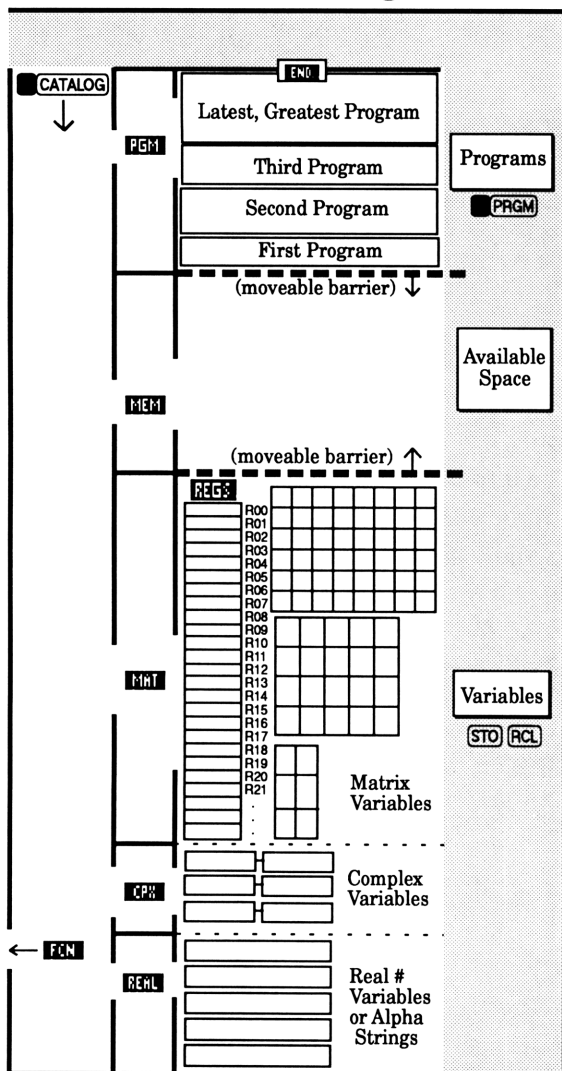 CATALOG
END
Latest, Greatest Program
PGM
Third Program
Programs
Second Program
PRGM
First Program
(moveable barrier)
Available
Space
MEM
(moveable barrier)
REGS
R00
R01
R02
R03
R04
R05
R06
R07
R08
R09
R10
R11
R12
R13
R14
R15
R16
R17
R18
R19
R20
R21
.
.
.
MAT
Variables
STO RCL
Matrix
Variables
CPX
Complex
Variables
FCN
REAL
Real #
Variables
or Alpha
Strings